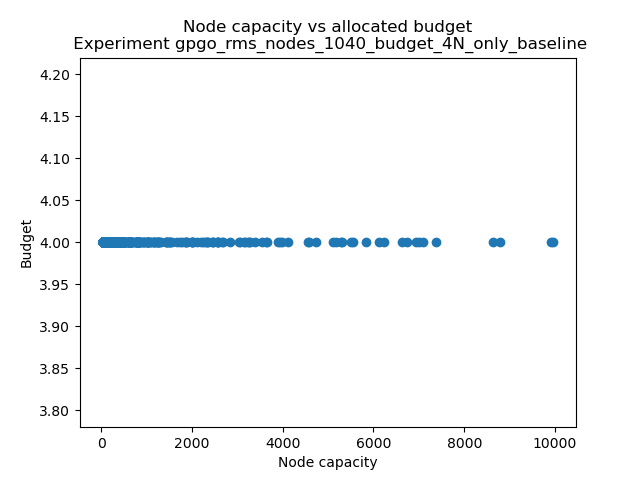 Node capacity vs allocated budget
Experiment gpgo_rms_nodes_1040_budget_4N_only_baseline
4.20
4.15
4.10
4.05
4.00
3.95
3.90
3.85
3.80
Budget
0 2000 4000 6000 8000 10000
Node capacity